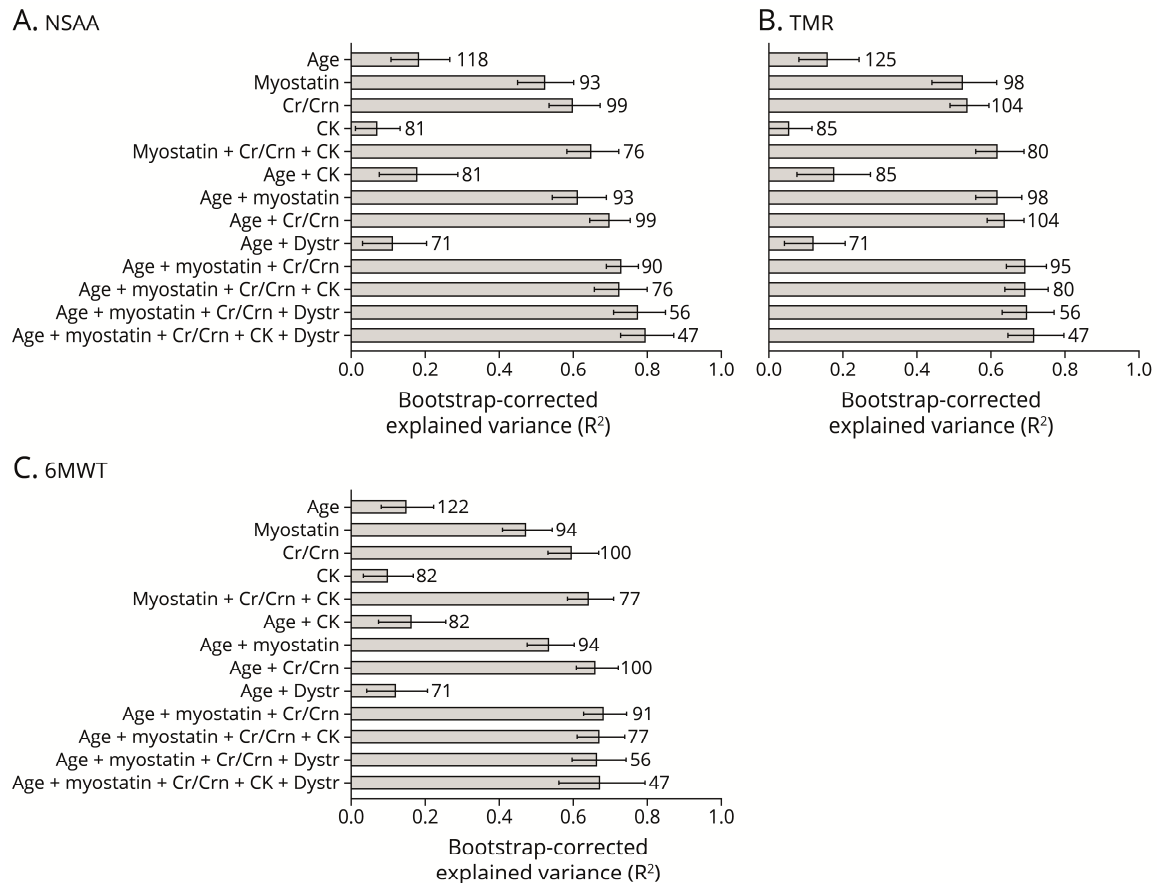 A. NSAA
Age 118
Myostatin 93
Cr/Crn 99
CK 81
Myostatin + Cr/Crn + CK 76
Age + CK 81
Age + myostatin 93
Age + Cr/Crn 99
Age + Dystr 71
Age + myostatin + Cr/Crn 90
Age + myostatin + Cr/Crn + CK 76
Age + myostatin + Cr/Crn + Dystr 56
Age + myostatin + Cr/Crn + CK + Dystr 47
0.0 0.2 0.4 0.6 0.8 1.0
Bootstrap-corrected
explained variance (R²)
B. TMR
125
98
104
85
80
85
98
104
71
95
80
56
47
0.0 0.2 0.4 0.6 0.8 1.0
Bootstrap-corrected
explained variance (R²)
C. 6MWT
Age 122
Myostatin 94
Cr/Crn 100
CK 82
Myostatin + Cr/Crn + CK 77
Age + CK 82
Age + myostatin 94
Age + Cr/Crn 100
Age + Dystr 71
Age + myostatin + Cr/Crn 91
Age + myostatin + Cr/Crn + CK 77
Age + myostatin + Cr/Crn + Dystr 56
Age + myostatin + Cr/Crn + CK + Dystr 47
0.0 0.2 0.4 0.6 0.8 1.0
Bootstrap-corrected
explained variance (R²)